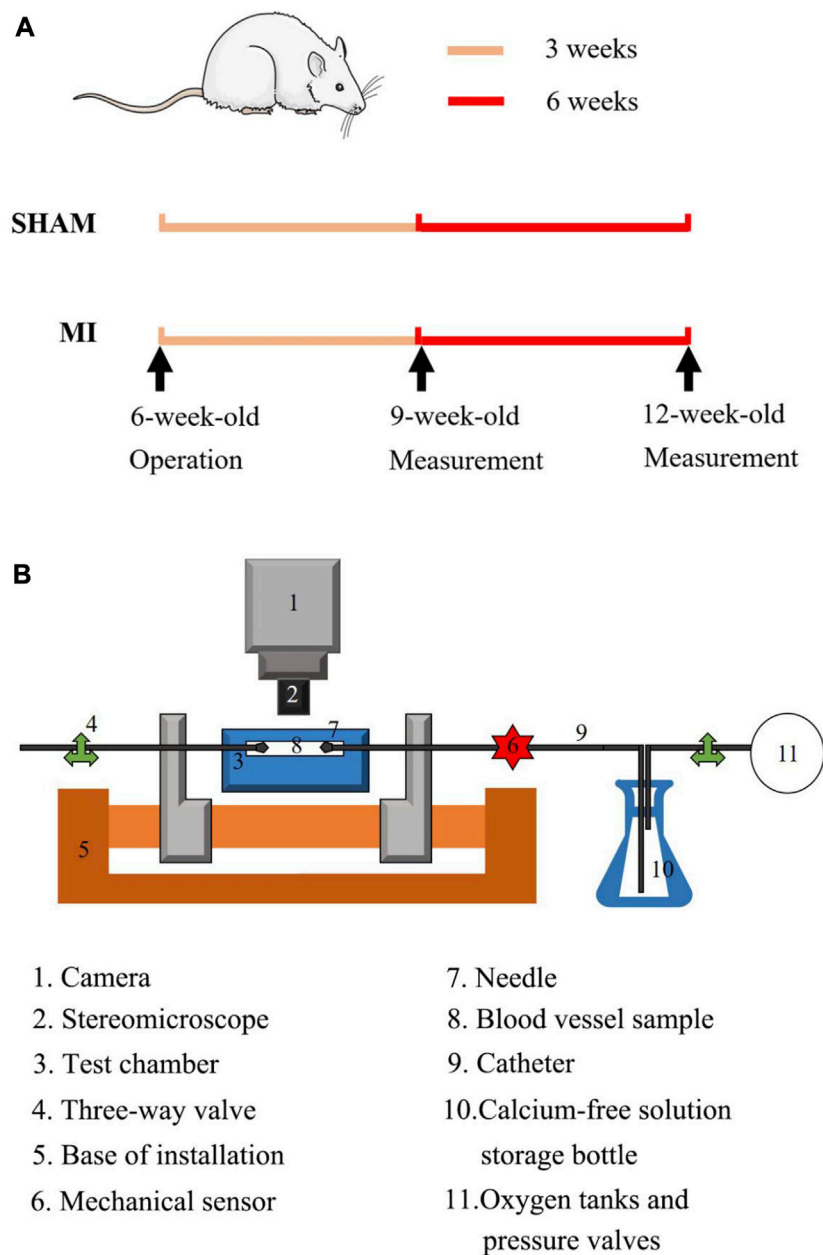 A
3 weeks
6 weeks
SHAM
MI
6-week-old
Operation
9-week-old
Measurement
12-week-old
Measurement
B
1
2
4
7
8
3
6
9
11
5
10
1. Camera
2. Stereomicroscope
3. Test chamber
4. Three-way valve
5. Base of installation
6. Mechanical sensor
7. Needle
8. Blood vessel sample
9. Catheter
10.Calcium-free solution
storage bottle
11.Oxygen tanks and
pressure valves